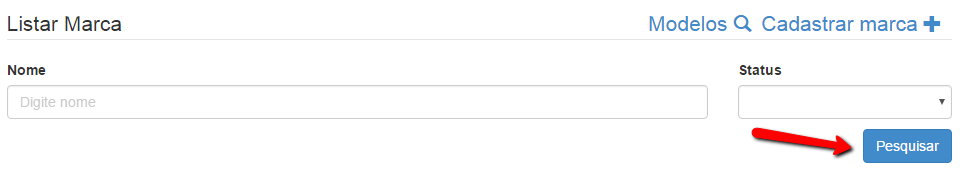 Listar Marca Modelos Cadastrar marca
Nome Status
Digite nome
Pesquisar